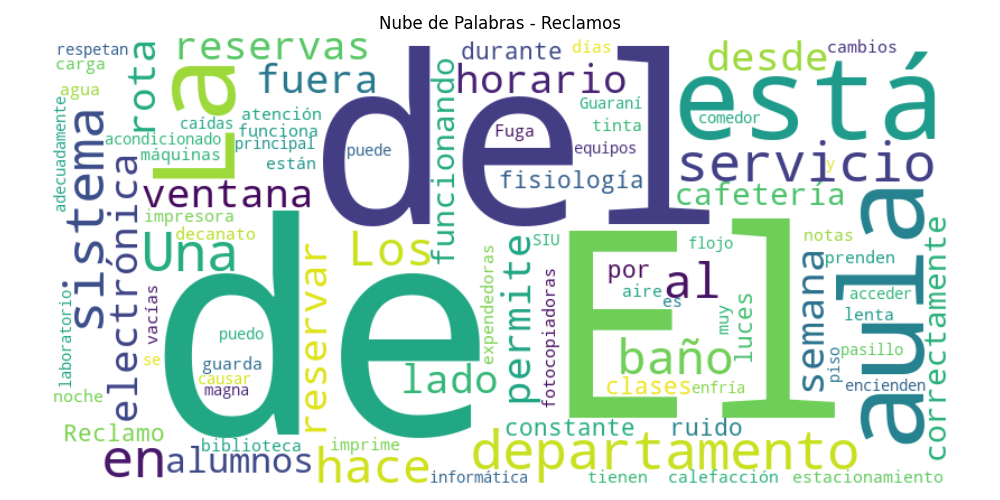 Nube de Palabras - Reclamos
respetan
carga
agua
adecuadamente
rota
reservas
La
fuera
del
durante
días
horario
desde
cambios
está
caídas
atención
acondicionado
funciona
máquinas
principal
están
puede
funcionando
Fuga
Guaraní
tinta
equipos
comedor
servicio
y
sistema
electrónica
ventana
fisiología
cafetería
aula
impresora
decanato
Una
Los
vacías
laboratorio
de
reservar
expendedoras
SIU
permite
fotocopiadoras
El
por
al
aire
es
flojo
muy
luces
notas
prenden
semana
acceder
lenta
correctamente
puedo
se
guarda
causar
magna
lado
baño
clases
enfría
piso
pasillo
encienden
noche
Reclamo
biblioteca
imprime
constante
ruido
en
alumnos
hace
informática
departamento
tienen
calefacción
estacionamiento